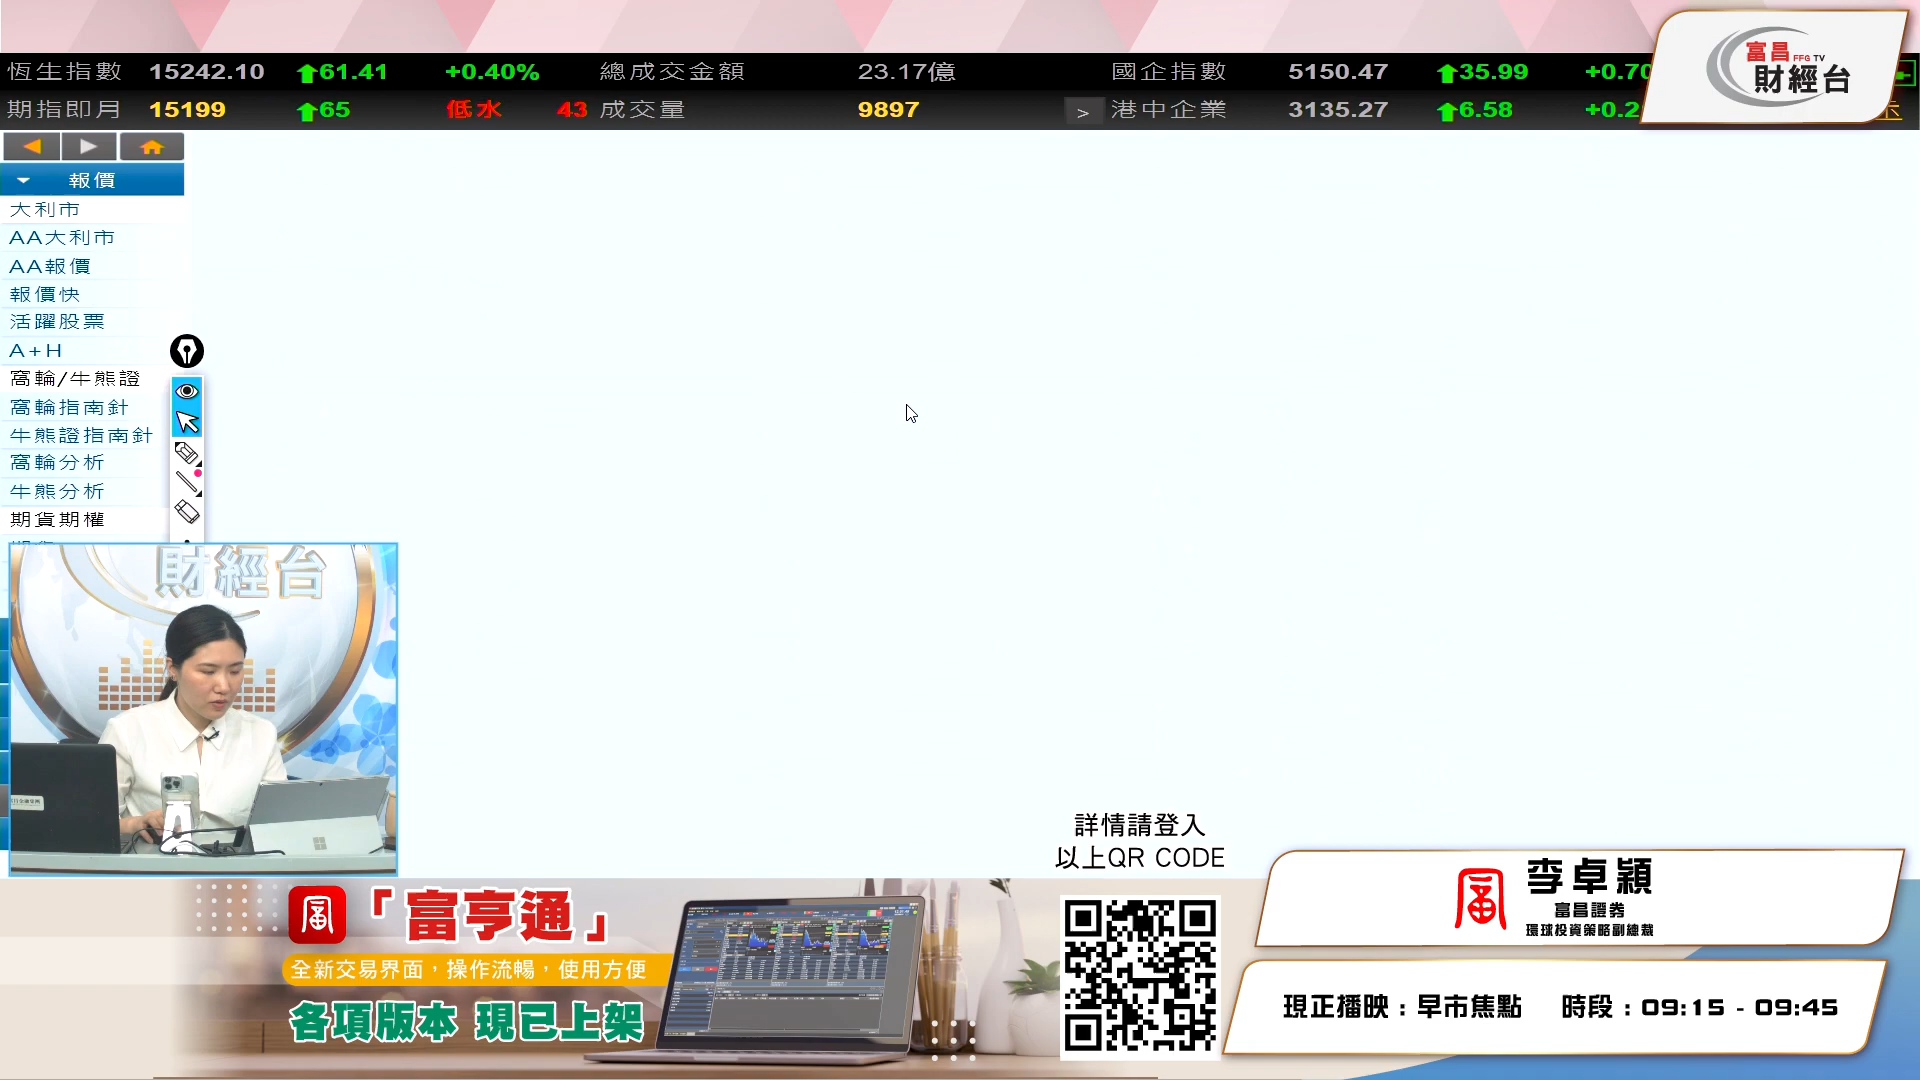 恆生指數 15242.10 61.41 +0.40% 總成交金額 23.17億 國企指數 5150.47 35.99 +0.70
期指即月 15199 65 低水 43 成交量 9897 > 港中企業 3135.27 6.58 +0.2
富昌 FFG TV
財經台
報價
大利市
AA大利市
AA報價
報價快
活躍股票
A+H
窩輪/牛熊證
窩輪指南針
牛熊證指南針
窩輪分析
牛熊分析
期貨期權
財經台
詳情請登入
以上QR CODE
「富亨通」
全新交易界面，操作流暢，使用方便
各項版本 現已上架
李卓穎
富昌證券
環球投資策略副總裁
現正播映：早市焦點 時段：09:15 - 09:45